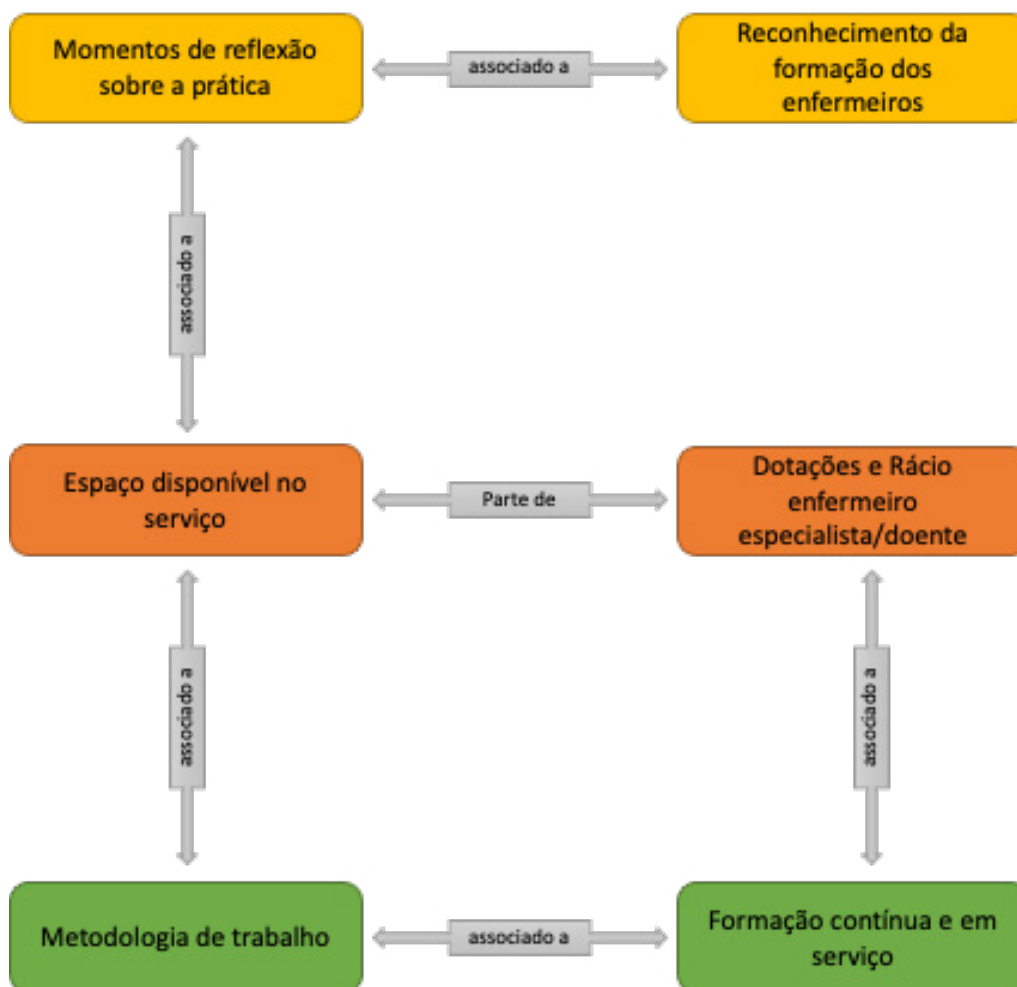 Momentos de reflexão
sobre a prática
associado a
Reconhecimento da
formação dos
enfermeiros
associado a
Espaço disponível no
serviço
Parte de
Dotações e Rácio
enfermeiro
especialista/doente
associado a
associado a
Metodologia de trabalho
associado a
Formação contínua e em
serviço